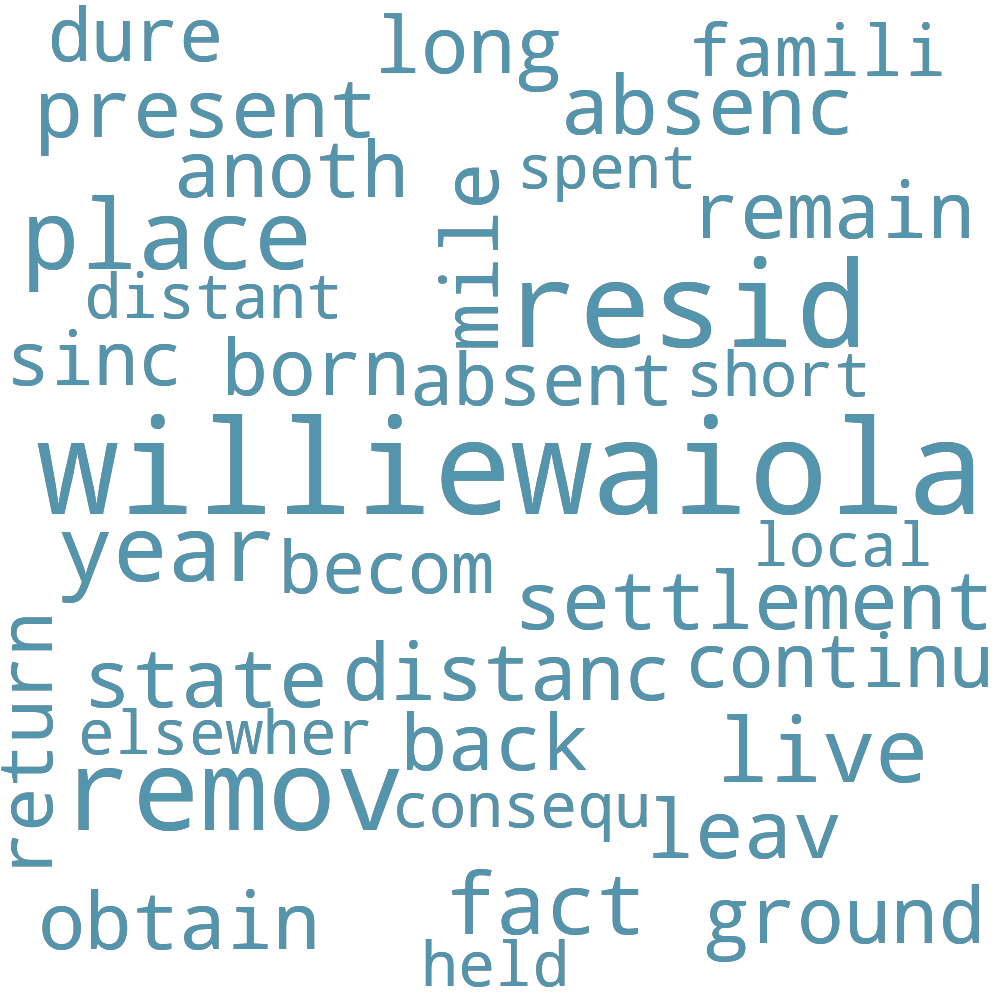 dure
long
famili
present
absenc
anoth
spent
mile
remain
place
distant
resid
sinc
born
absent
short
williewaiola
year
becom
local
settlement
return
state
distanc
continu
elsewher
back
live
remov
consequ
leav
obtain
fact
ground
held